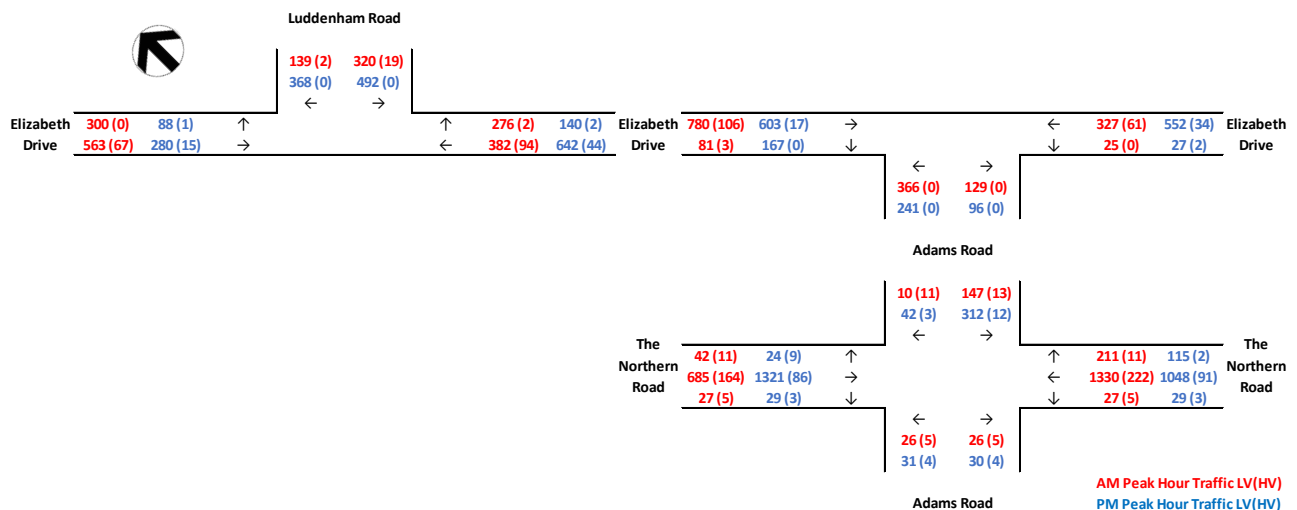 Luddenham Road
139 (2) 320 (19)
368 (0) 492 (0)
← →
Elizabeth 300 (0) 88 (1) ↑ ↑ 276 (2) 140 (2) Elizabeth 780 (106) 603 (17) → ← 327 (61) 552 (34) Elizabeth
Drive 563 (67) 280 (15) → ← 382 (94) 642 (44) Drive 81 (3) 167 (0) ↓ ↓ 25 (0) 27 (2) Drive
← →
366 (0) 129 (0)
241 (0) 96 (0)
Adams Road
10 (11) 147 (13)
42 (3) 312 (12)
← →
The Northern Road 42 (11) 24 (9) ↑ ↑ 211 (11) 115 (2) The Northern Road
685 (164) 1321 (86) → ← 1330 (222) 1048 (91)
27 (5) 29 (3) ↓ ↓ 27 (5) 29 (3)
← →
26 (5) 26 (5)
31 (4) 30 (4)
Adams Road
AM Peak Hour Traffic LV(HV)
PM Peak Hour Traffic LV(HV)